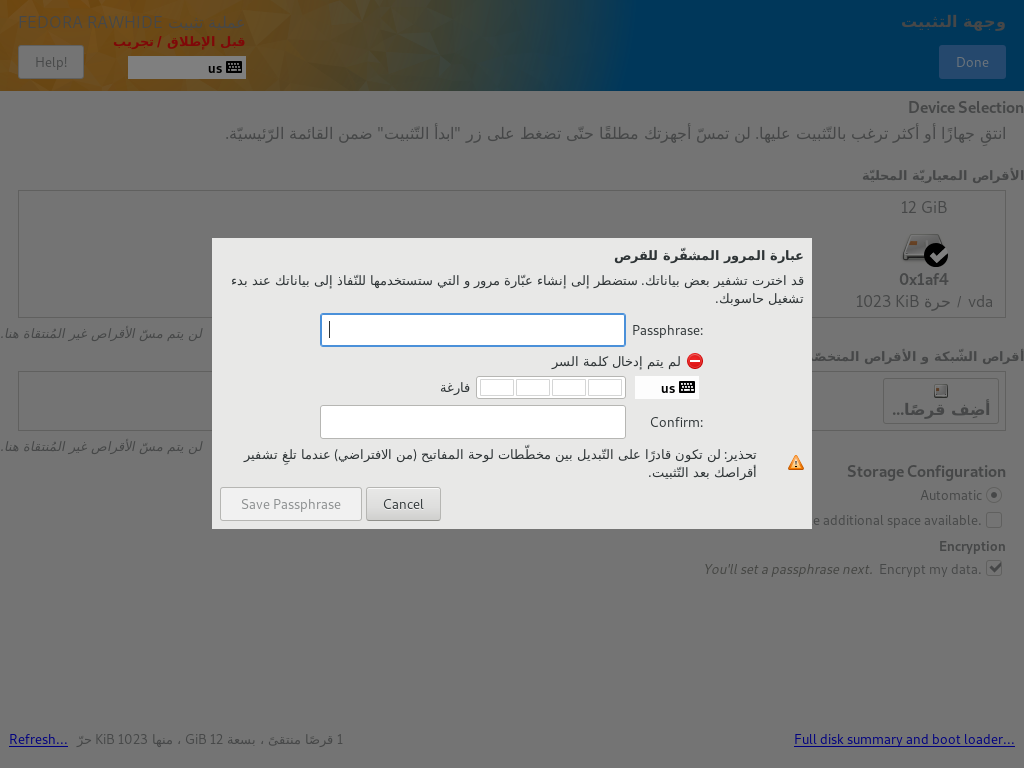 وجهة التثبيت
عملية تثبيت FEDORA RAWHIDE
قبل الإطلاق / تجريب
Done
us
Help!
Device Selection
انتقِ جهازًا أو أكثر ترغب بالتّثبيت عليها. لن تمسّ أجهزتك مطلقًا حتّى تضغط على زر "ابدأ التّثبيت" ضمن القائمة الرّئيسيّة.
الأقراص المعياريّة المحليّة
12 GiB
0x1af4
vda / 1023 KiB حرة
لن يتم مسّ الأقراص غير المُنتقاة هنا.
أقراص الشّبكة و الأقراص
أضِف قرصًا...
لن يتم مسّ الأقراص غير المُنتقاة هنا.
Storage Configuration
Automatic
additional space available.
Encryption
Encrypt my data. You'll set a passphrase next.
عبارة المرور المشفّرة للقرص
قد اخترت تشفير بعض بياناتك. ستضطر إلى إنشاء عبّارة مرور و التي ستستخدمها للنّفاذ إلى بياناتك عند بدء
تشغيل حاسوبك.
Passphrase:
لم يتم إدخال كلمة السر
us
فارغة
Confirm:
تحذير: لن تكون قادرًا على التّبديل بين مخطّطات لوحة المفاتيح (من الافتراضي) عندما تلغِ تشفير
أقراصك بعد التّثبيت.
Cancel
Save Passphrase
Full disk summary and boot loader...
1 قرصًا منتقىً ، بسعة 12 GiB ، منها 1023 KiB حرّ
Refresh...